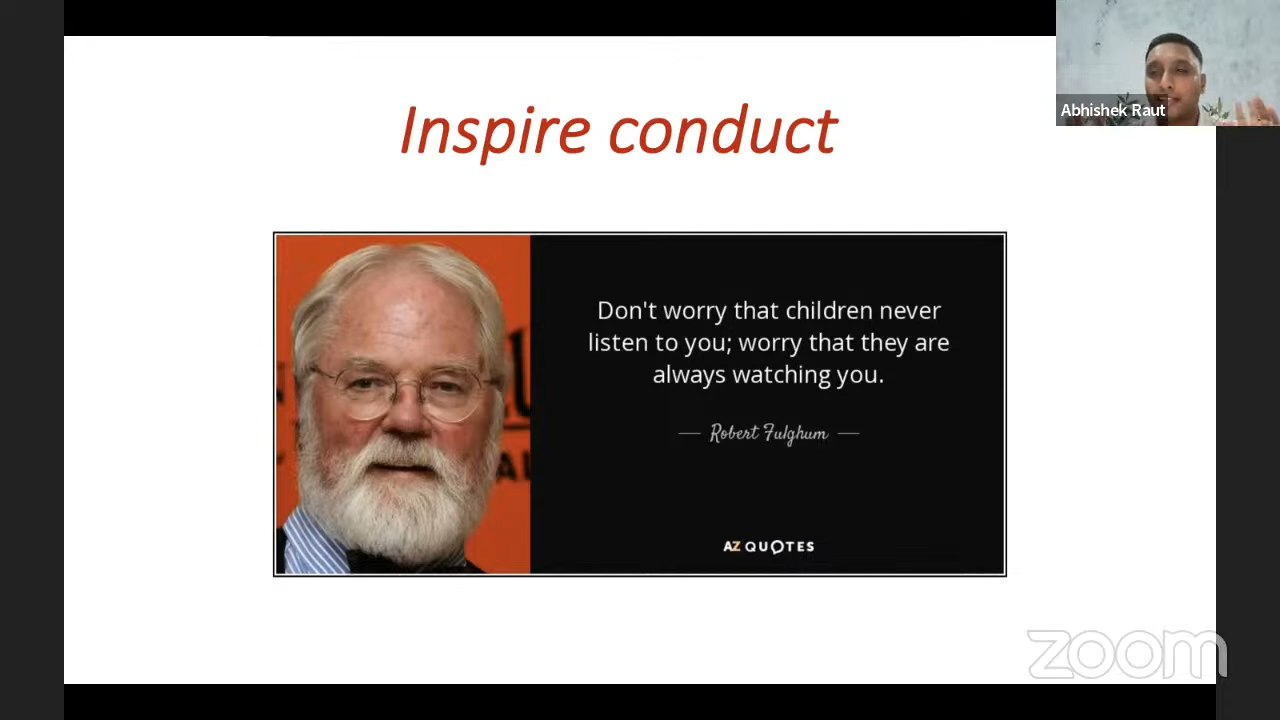 Inspire conduct
Abhishek Raut
Don't worry that children never
listen to you; worry that they are
always watching you.
Robert Fulghum
AZ QUOTES
zoom